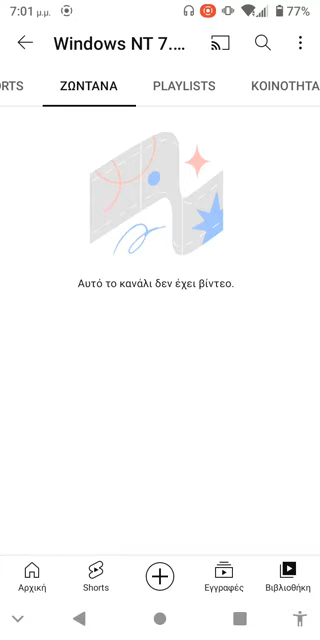 7:01 μ.μ. 77%
Windows NT 7....
ORTS ΖΩΝΤΑΝΑ PLAYLISTS ΚΟΙΝΟΤΗΤΑ
Αυτό το κανάλι δεν έχει βίντεο.
Αρχική Shorts Εγγραφές Βιβλιοθήκη